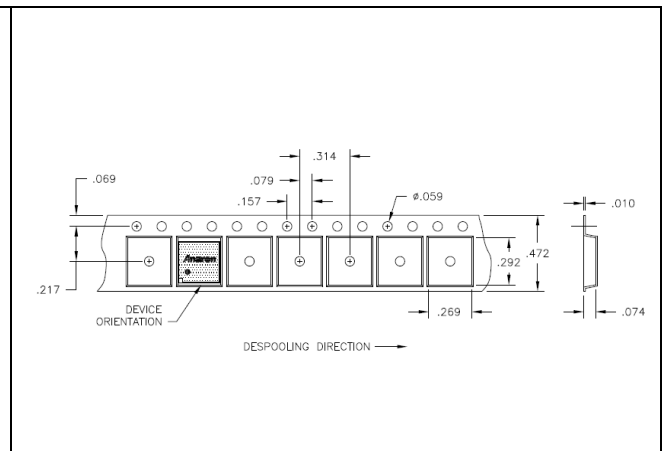 .314
.069
.079
ø.059
.157
.010
Anaren
.292
.472
.217
.269
.074
DEVICE
ORIENTATION
DESPOOLING DIRECTION